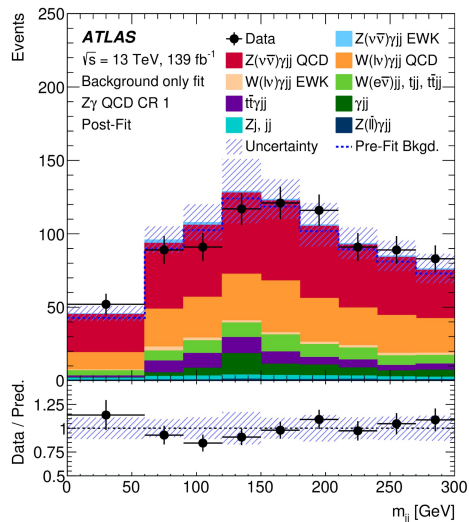 Events
300
250
200
150
100
50
0
ATLAS
√s = 13 TeV, 139 fb⁻¹
Background only fit
Zγ QCD CR 1
Post-Fit
Data
Z(νν̅)γjj QCD
W(lν)γjj EWK
tt̅γjj
Zj, jj
Uncertainty
Z(νν̅)γjj EWK
W(lν)γjj QCD
W(eν̅)jj, tjj, tt̅jj
γjj
Z(ll̅)γjj
Pre-Fit Bkgd.
Data / Pred.
1.25
1.0
0.75
0.5
0 50 100 150 200 250 300
m_jj [GeV]